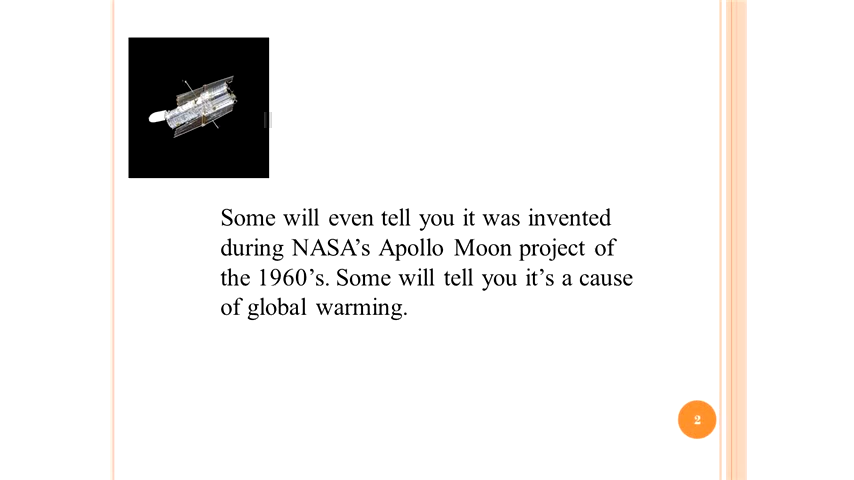 Some will even tell you it was invented
during NASA’s Apollo Moon project of
the 1960’s. Some will tell you it’s a cause
of global warming.
2